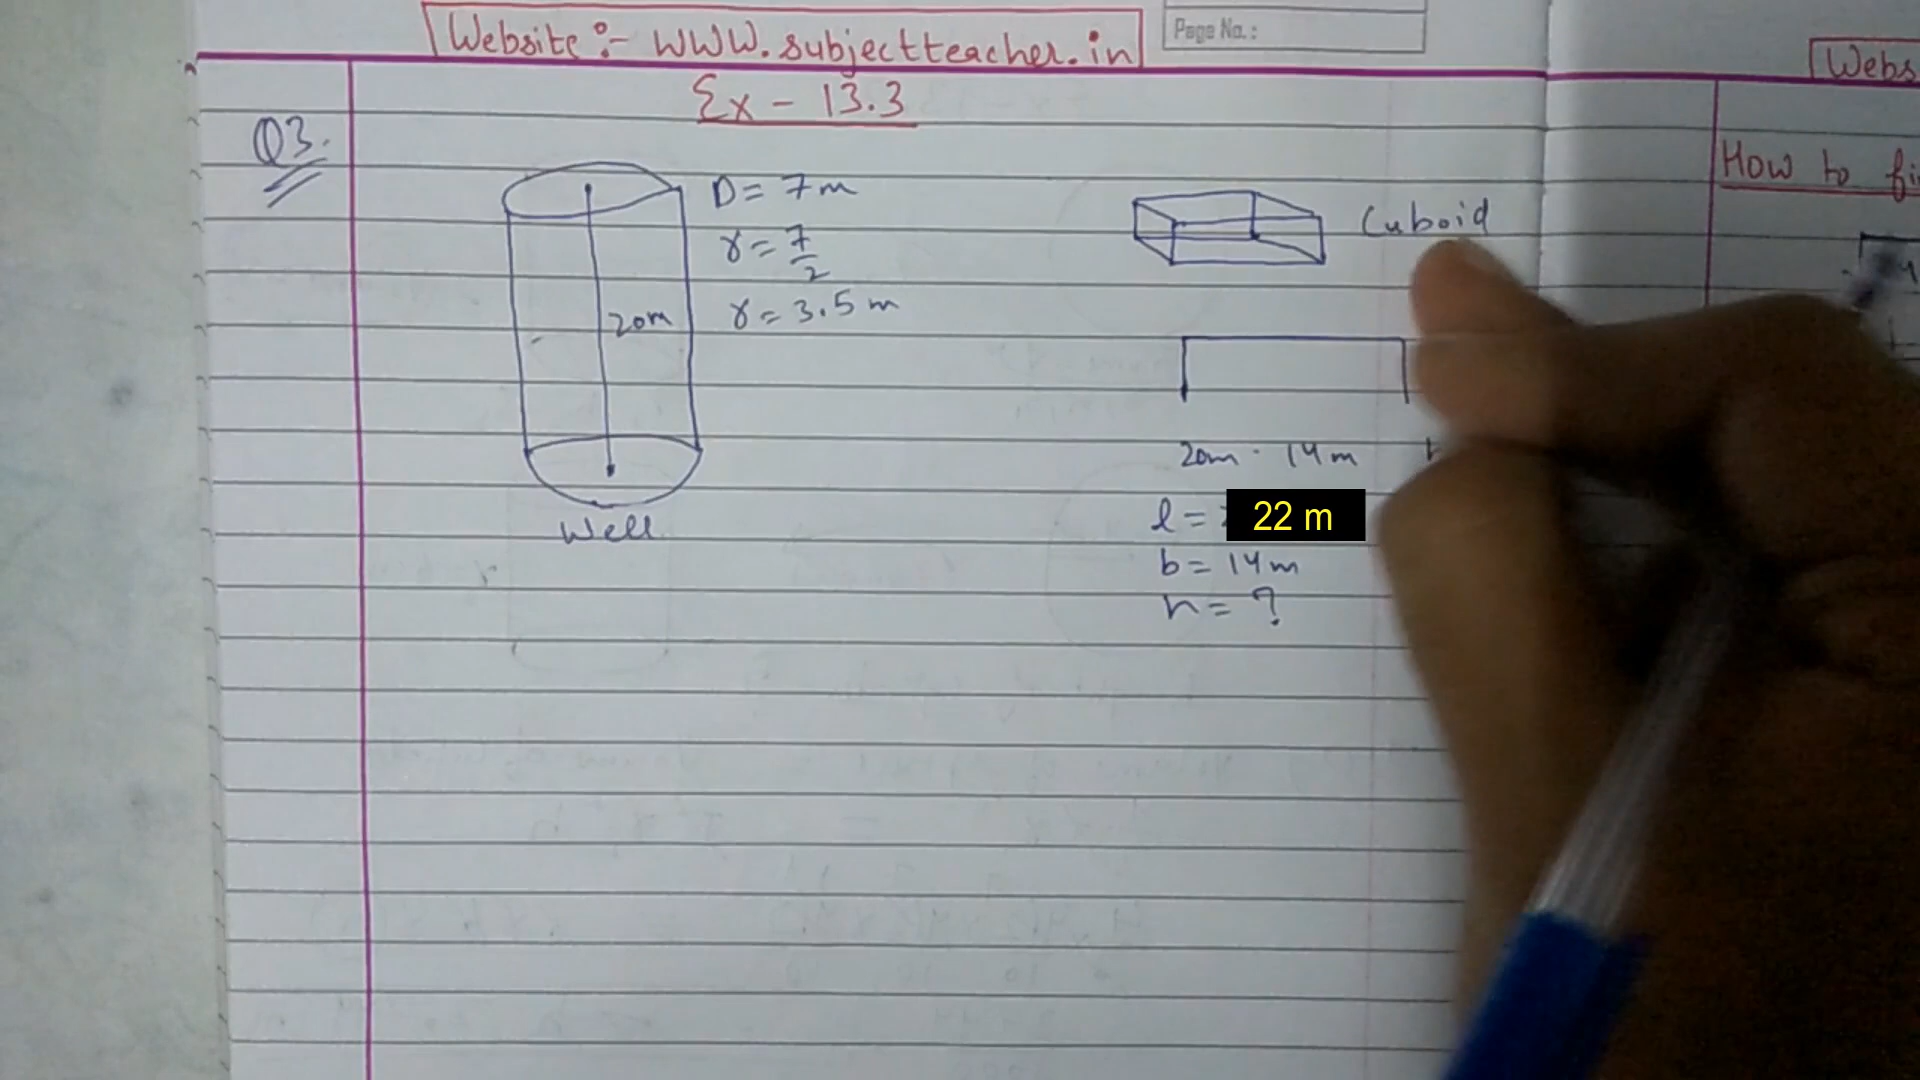 Website :- www.subjectteacher.in
Page No. :
Webs
Ex - 13.3
Q3.
D = 7m
r = 7/2
r = 3.5 m
20m
Well
Cuboid
20m · 14m
l = 22 m
b = 14m
h = ?
How to fi